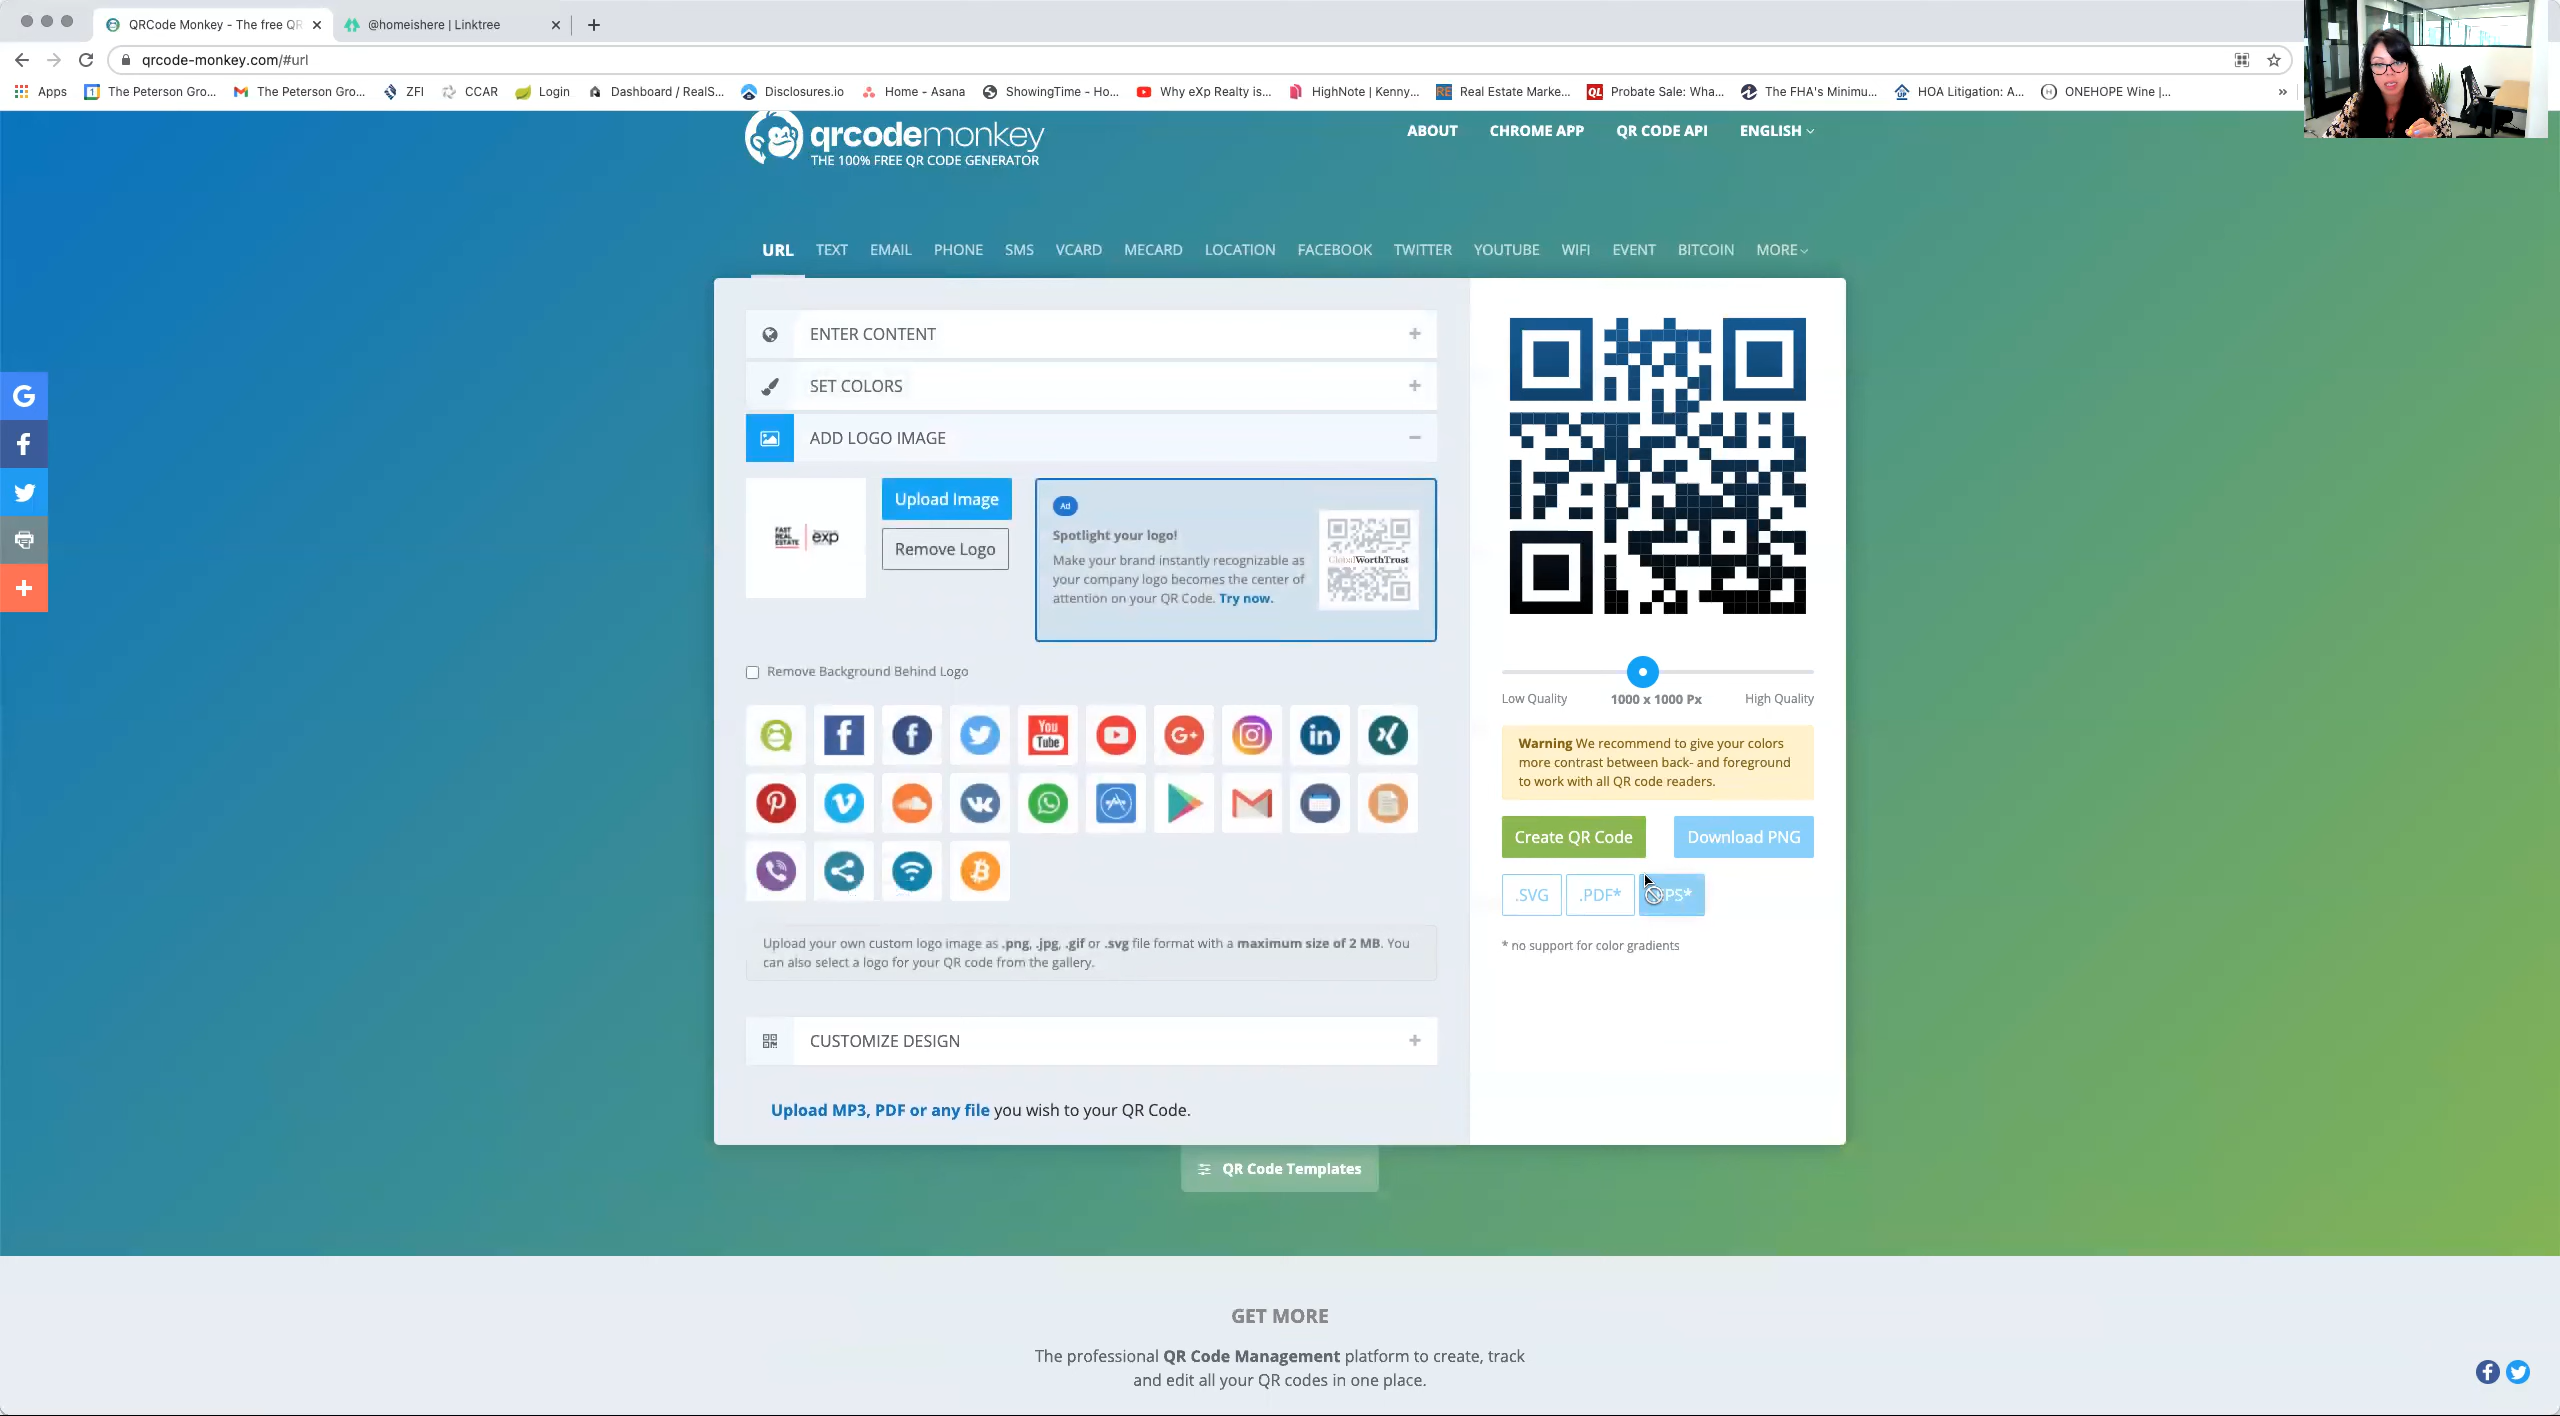 QRCode Monkey - The free QR
@homeishere | Linktree
qrcode-monkey.com/#url
Apps
The Peterson Gro...
The Peterson Gro...
ZFI
CCAR
Login
Dashboard / RealS...
Disclosures.io
Home - Asana
ShowingTime - Ho...
Why eXp Realty is...
HighNote | Kenny...
Real Estate Marke...
Probate Sale: Wha...
The FHA's Minimu...
HOA Litigation: A...
ONEHOPE Wine |...
qrcodemonkey
THE 100% FREE QR CODE GENERATOR
ABOUT
CHROME APP
QR CODE API
ENGLISH
URL
TEXT
EMAIL
PHONE
SMS
VCARD
MECARD
LOCATION
FACEBOOK
TWITTER
YOUTUBE
WIFI
EVENT
BITCOIN
MORE
ENTER CONTENT
SET COLORS
ADD LOGO IMAGE
FAST
REAL
ESTATE
exp
Upload Image
Remove Logo
Ad
Spotlight your logo!
Make your brand instantly recognizable as
your company logo becomes the center of
attention on your QR Code. Try now.
GlobalWorthTrust
Remove Background Behind Logo
You
Tube
Upload your own custom logo image as .png, .jpg, .gif or .svg file format with a maximum size of 2 MB. You
can also select a logo for your QR code from the gallery.
CUSTOMIZE DESIGN
Upload MP3, PDF or any file you wish to your QR Code.
Low Quality
1000 x 1000 Px
High Quality
Warning We recommend to give your colors
more contrast between back- and foreground
to work with all QR code readers.
Create QR Code
Download PNG
.SVG
.PDF*
* no support for color gradients
QR Code Templates
GET MORE
The professional QR Code Management platform to create, track
and edit all your QR codes in one place.